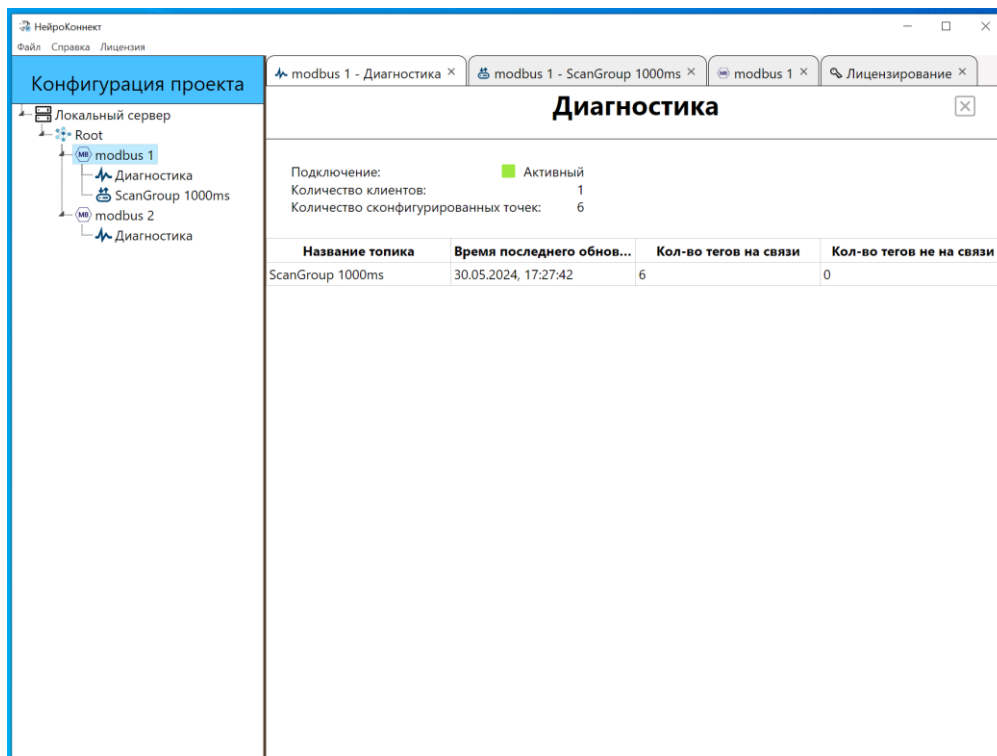 НейроКоннект
Файл Справка Лицензия
Конфигурация проекта
Локальный сервер
Root
MB modbus 1
Диагностика
ScanGroup 1000ms
MB modbus 2
Диагностика
modbus 1 - Диагностика × modbus 1 - ScanGroup 1000ms × modbus 1 × Лицензирование ×
Диагностика
Подключение: Активный
Количество клиентов: 1
Количество сконфигурированных точек: 6
Название топика Время последнего обнов... Кол-во тегов на связи Кол-во тегов не на связи
ScanGroup 1000ms 30.05.2024, 17:27:42 6 0